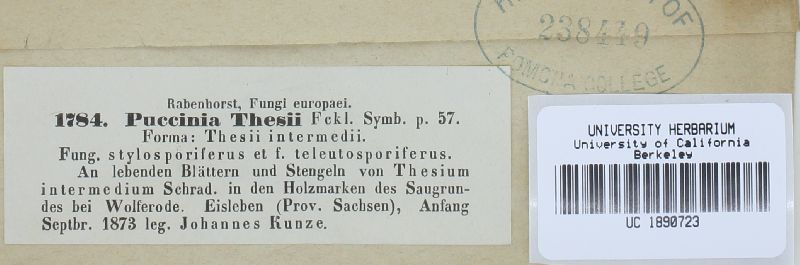 OF
238449
POMONA COLLEGE
Rabenhorst, Fungi europaei.
1784. Puccinia Thesii Fckl. Symb. p. 57.
Forma: Thesii intermedii.
Fung. stylosporiferus et f. teleutosporiferus.
An lebenden Blättern und Stengeln von Thesium
intermedium Schrad. in den Holzmarken des Saugrun-
des bei Wolferode. Eisleben (Prov. Sachsen), Anfang
Septbr. 1873 leg. Johannes Kunze.
UNIVERSITY HERBARIUM
University of California
Berkeley
UC 1890723